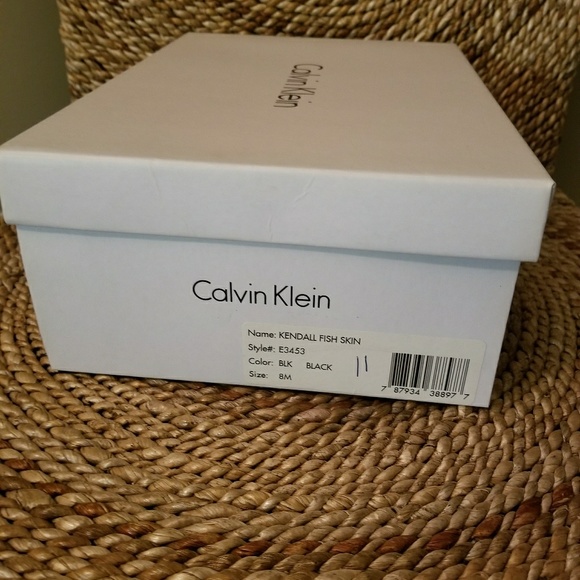 Calvin Klein
Calvin Klein
Name: KENDALL FISH SKIN
Style#: E3453
Color: BLK BLACK
Size: 8M
11
7 87934 38897 7